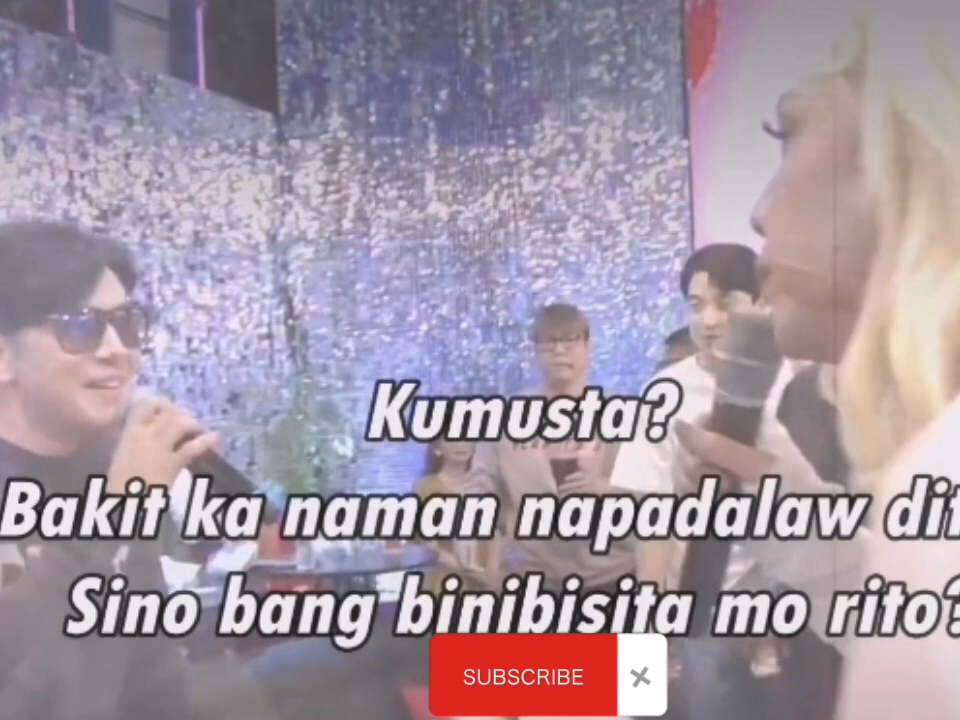 Kumusta?
Bakit ka naman napadalaw dit
Sino bang binibisita mo rito?
SUBSCRIBE